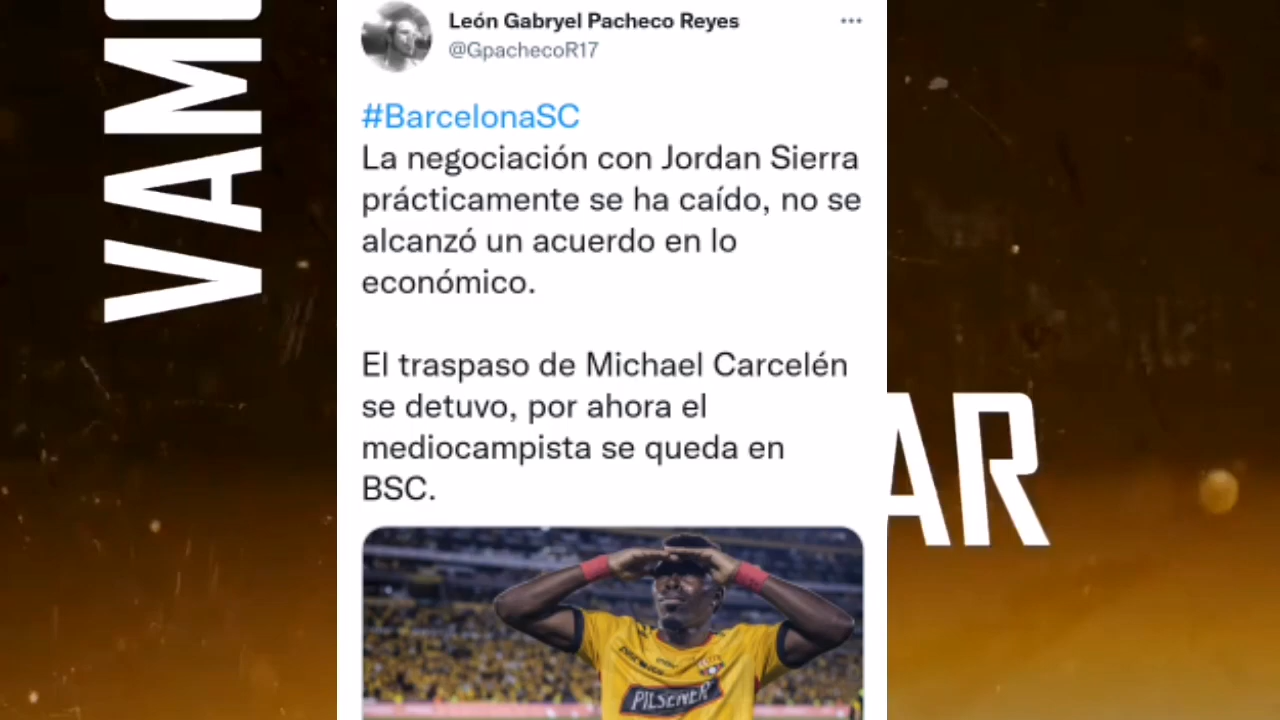 VAMO
León Gabryel Pacheco Reyes
@GpachecoR17
#BarcelonaSC
La negociación con Jordan Sierra
prácticamente se ha caído, no se
alcanzó un acuerdo en lo
económico.
El traspaso de Michael Carcelén
se detuvo, por ahora el
mediocampista se queda en
BSC.
AR
PILSENER